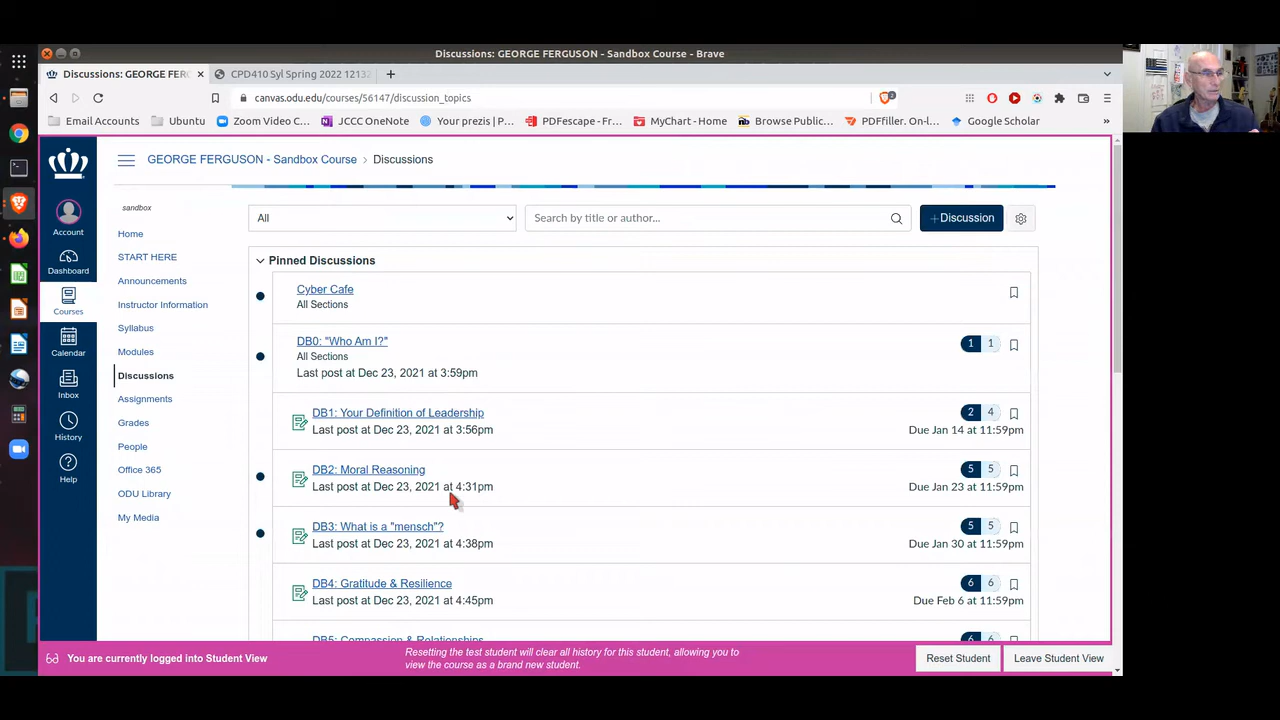 Discussions: GEORGE FERGUSON - Sandbox Course - Brave
Discussions: GEORGE FER
CPD410 Syl Spring 2022 1213
canvas.odu.edu/courses/56147/discussion_topics
Email Accounts
Ubuntu
Zoom Video C...
JCCC OneNote
Your prezis | P...
PDFescape - Fr...
MyChart - Home
Browse Public...
PDFfiller. On-l...
Google Scholar
GEORGE FERGUSON - Sandbox Course › Discussions
Account
Dashboard
Courses
Calendar
Inbox
History
Help
sandbox
Home
START HERE
Announcements
Instructor Information
Syllabus
Modules
Discussions
Assignments
Grades
People
Office 365
ODU Library
My Media
All
Search by title or author...
+Discussion
Pinned Discussions
Cyber Cafe
All Sections
DB0: "Who Am I?"
1 1
All Sections
Last post at Dec 23, 2021 at 3:59pm
DB1: Your Definition of Leadership
2 4
Last post at Dec 23, 2021 at 3:56pm
Due Jan 14 at 11:59pm
DB2: Moral Reasoning
5 5
Last post at Dec 23, 2021 at 4:31pm
Due Jan 23 at 11:59pm
DB3: What is a "mensch"?
5 5
Last post at Dec 23, 2021 at 4:38pm
Due Jan 30 at 11:59pm
DB4: Gratitude & Resilience
6 6
Last post at Dec 23, 2021 at 4:45pm
Due Feb 6 at 11:59pm
DB5: Compassion & Relationships
6 6
You are currently logged into Student View
Resetting the test student will clear all history for this student, allowing you to
view the course as a brand new student.
Reset Student
Leave Student View